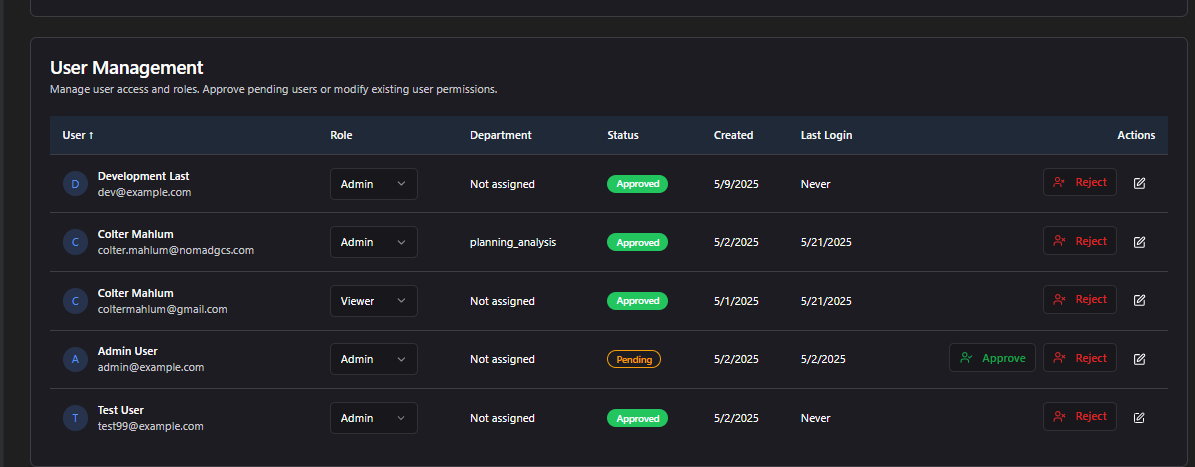 User Management
Manage user access and roles. Approve pending users or modify existing user permissions.
User ↑ Role Department Status Created Last Login Actions
D Development Last dev@example.com Admin Not assigned Approved 5/9/2025 Never Reject
C Colter Mahlum colter.mahlum@nomadgcs.com Admin planning_analysis Approved 5/2/2025 5/21/2025 Reject
C Colter Mahlum coltermahlum@gmail.com Viewer Not assigned Approved 5/1/2025 5/21/2025 Reject
A Admin User admin@example.com Admin Not assigned Pending 5/2/2025 5/2/2025 Approve Reject
T Test User test99@example.com Admin Not assigned Approved 5/2/2025 Never Reject